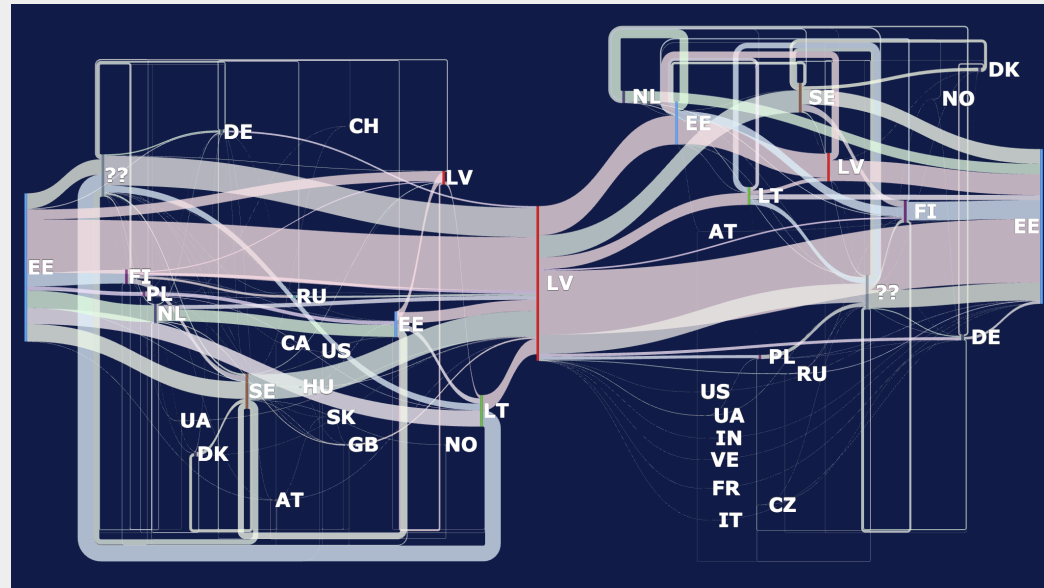 DE
CH
??
LV
EE
FI
PL
NL
RU
EE
CA
US
SE
HU
LT
UA
SK
DK
GB
NO
AT
LV
NL
EE
SE
NO
DK
LV
LT
AT
FI
EE
??
DE
PL
RU
US
UA
IN
VE
FR
CZ
IT